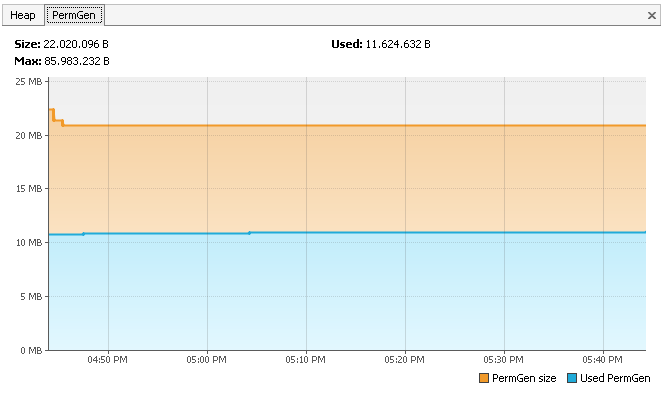 Heap PermGen
Size: 22.020.096 B Used: 11.624.632 B
Max: 85.983.232 B
25 MB
20 MB
15 MB
10 MB
5 MB
0 MB
04:50 PM 05:00 PM 05:10 PM 05:20 PM 05:30 PM 05:40 PM
PermGen size Used PermGen